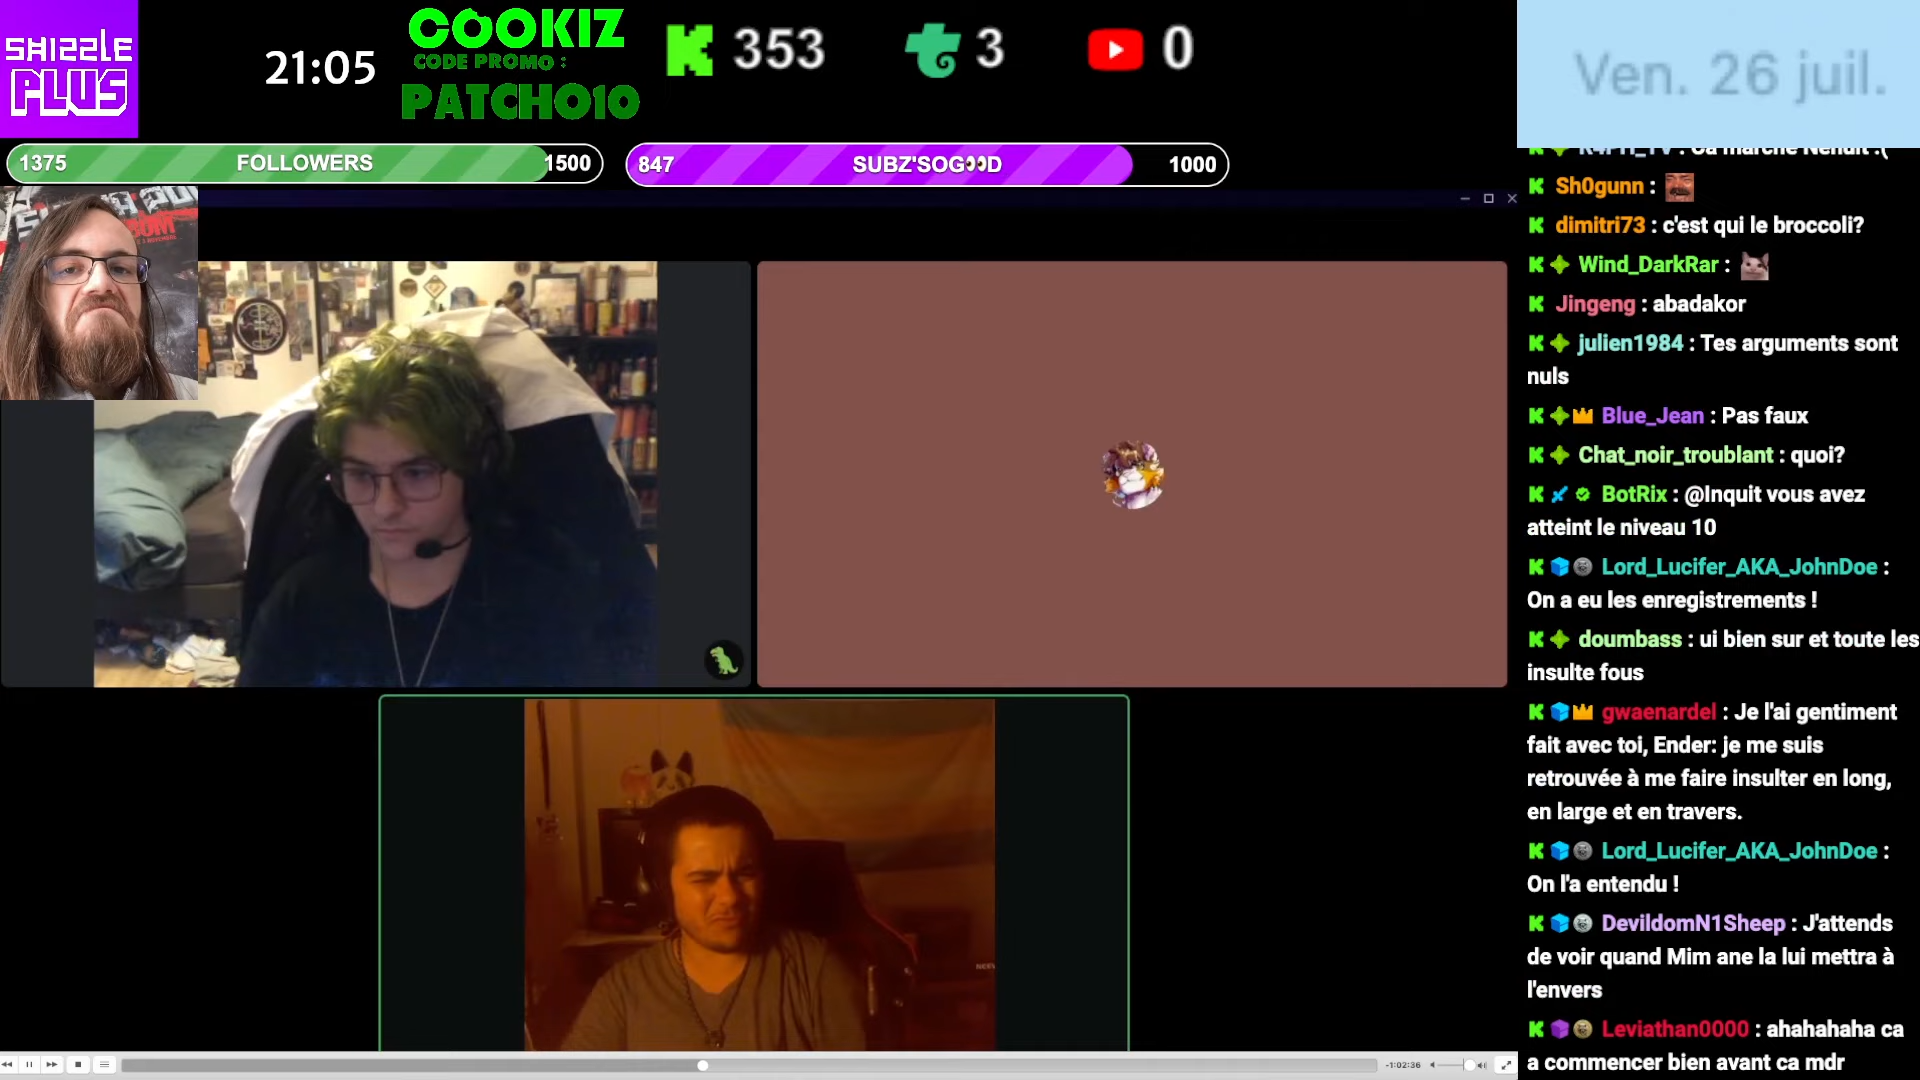 SHIZZLE
PLUS
21:05
COOKIZ
CODE PROMO :
PATCHO10
353
3
0
Ven. 26 juil.
1375 FOLLOWERS 1500
847 SUBZ'SOG👀D 1000
Sh0gunn :
dimitri73 : c'est qui le broccoli?
Wind_DarkRar :
Jingeng : abadakor
julien1984 : Tes arguments sont
nuls
Blue_Jean : Pas faux
Chat_noir_troublant : quoi?
BotRix : @Inquit vous avez
atteint le niveau 10
Lord_Lucifer_AKA_JohnDoe :
On a eu les enregistrements !
doumbass : ui bien sur et toute les
insulte fous
gwaenardel : Je l'ai gentiment
fait avec toi, Ender: je me suis
retrouvée à me faire insulter en long,
en large et en travers.
Lord_Lucifer_AKA_JohnDoe :
On l'a entendu !
DevildomN1Sheep : J'attends
de voir quand Mim ane la lui mettra à
l'envers
Leviathan0000 : ahahahaha ca
a commencer bien avant ca mdr
-1:02:36